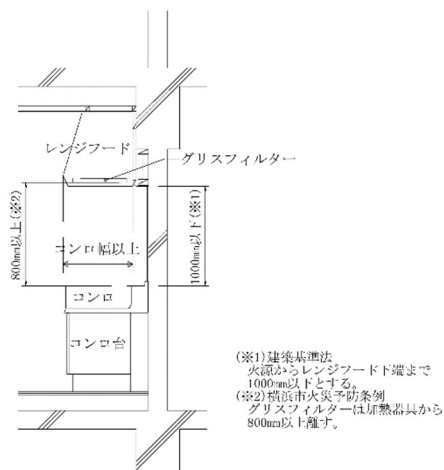 レンジフード
グリスフィルター
800mm以上(※2)
コンロ幅以上
1000mm以下(※1)
コンロ
コンロ台
(※1)建築基準法
火源からレンジフード下端まで
1000mm以下とする。
(※2)横浜市火災予防条例
グリスフィルターは加熱器具から
800mm以上離す。